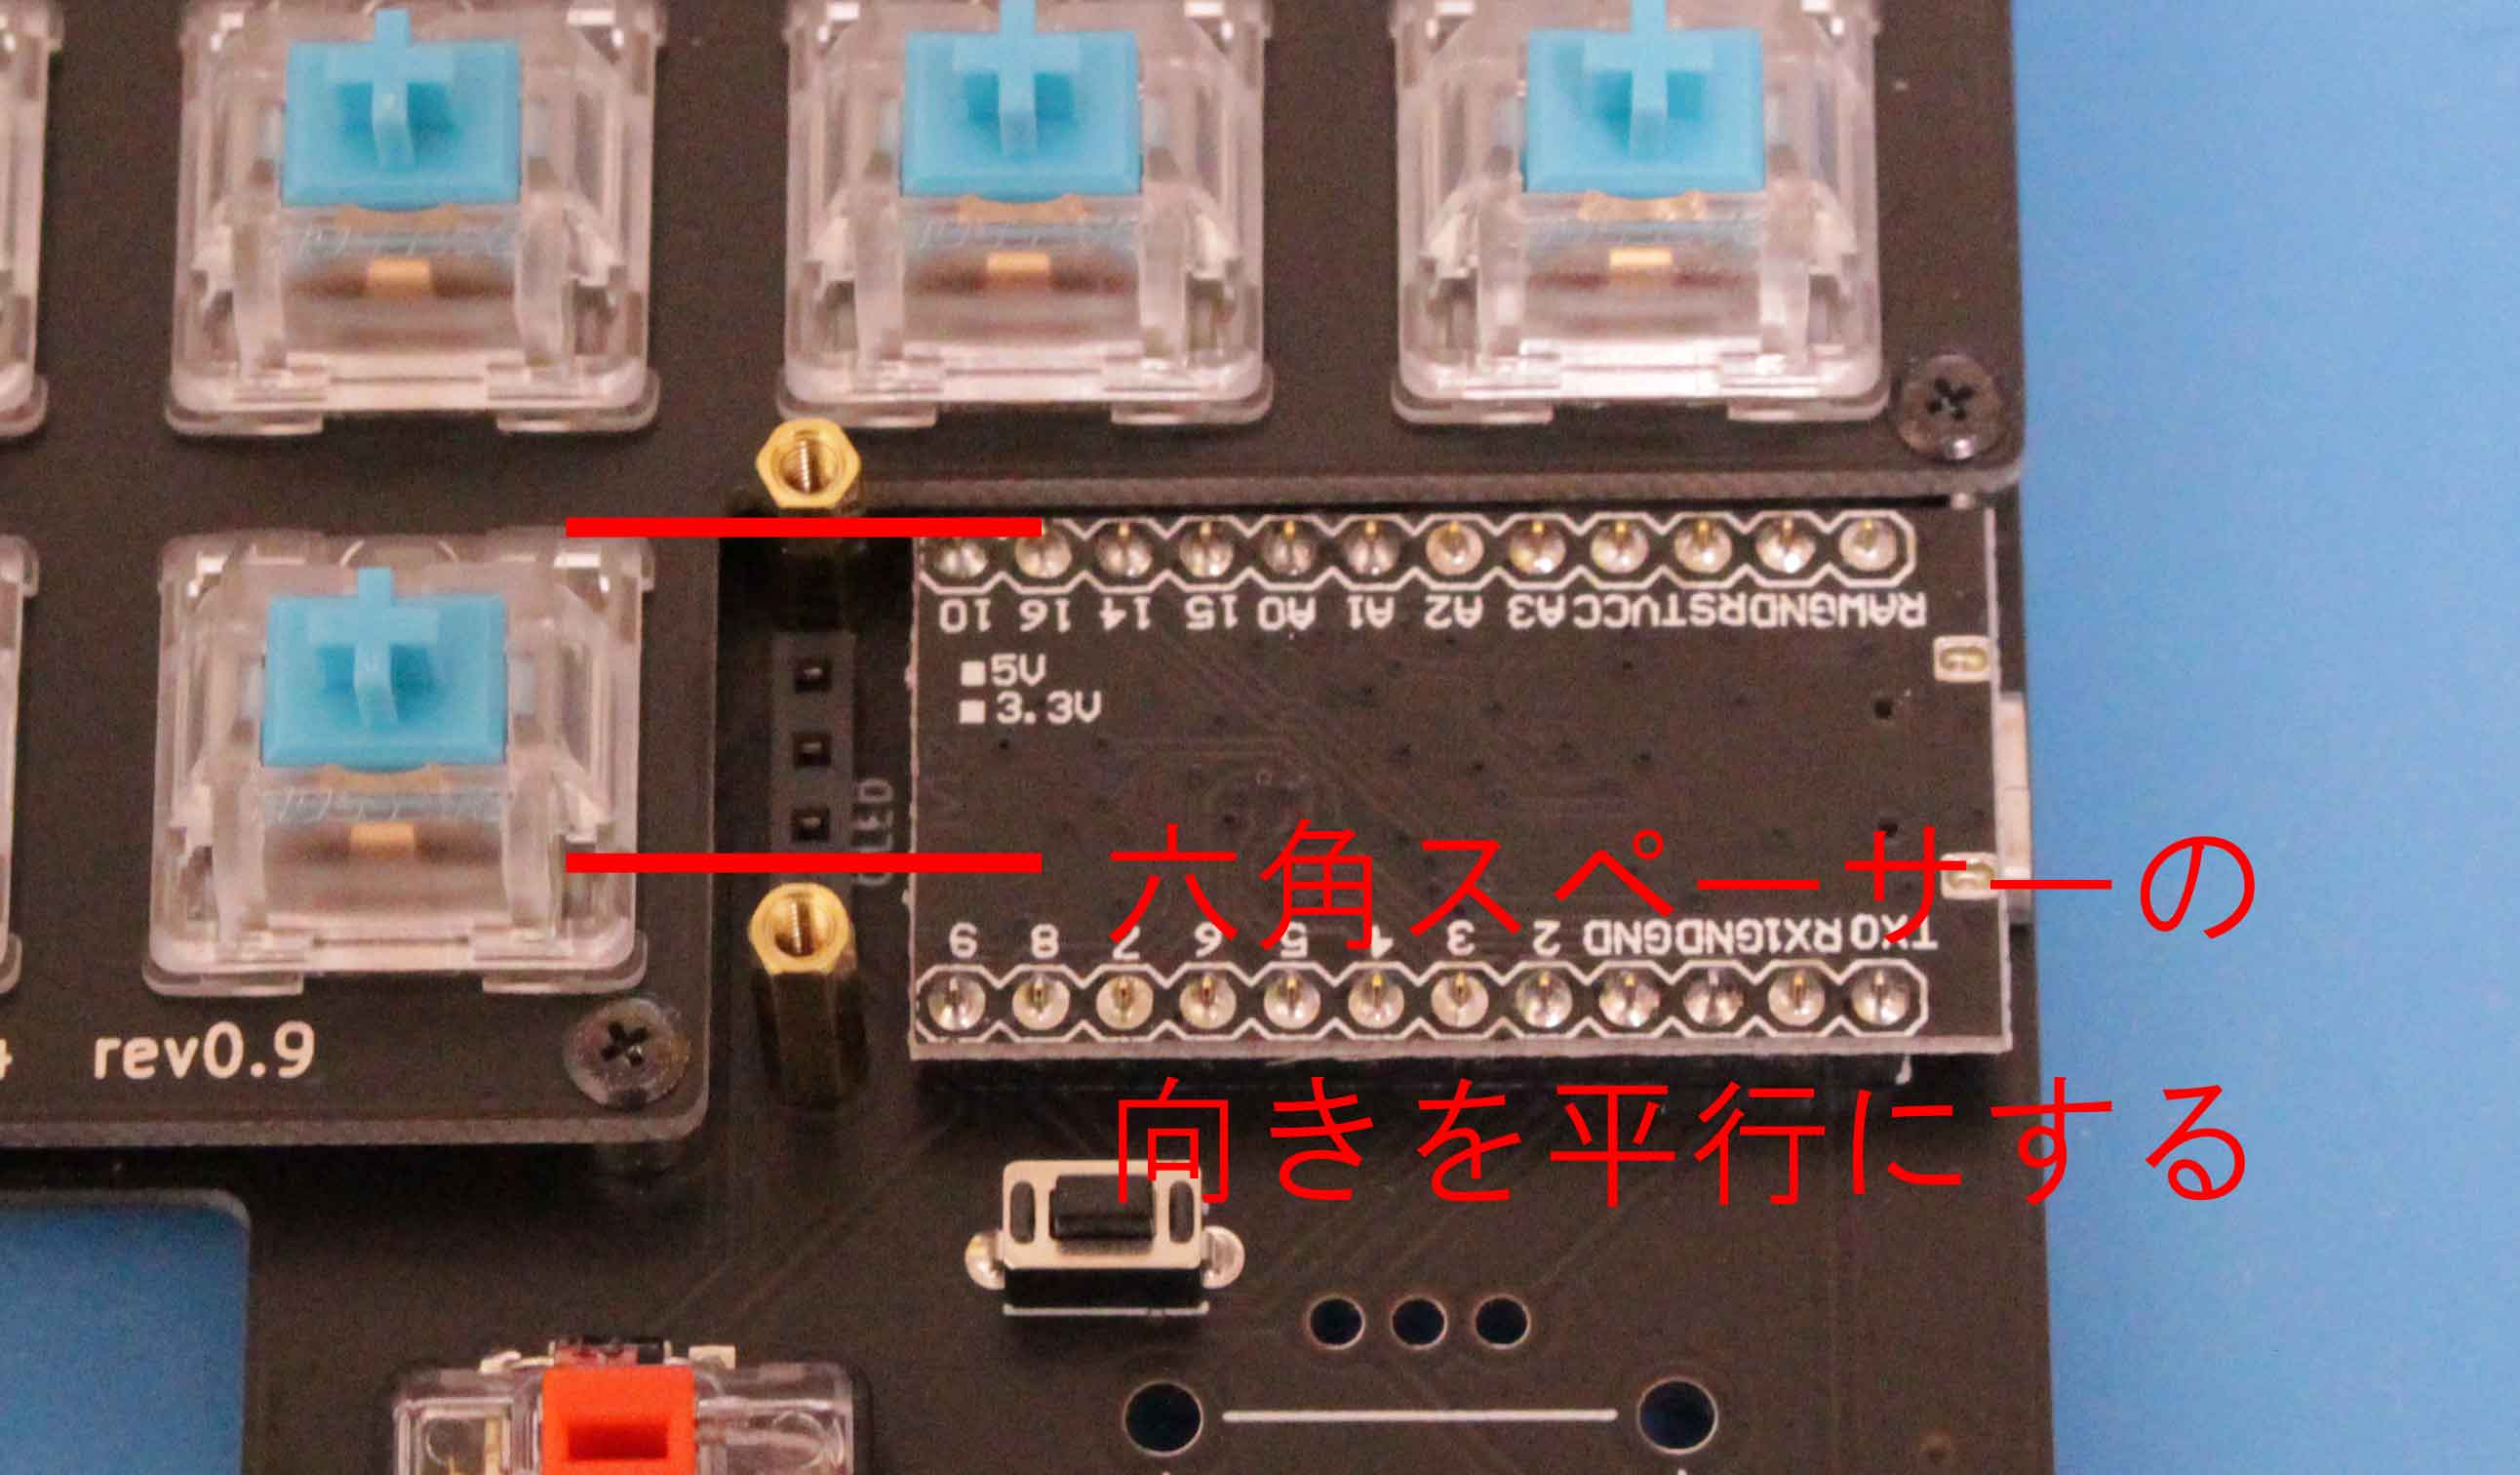 10 16 14 15 A0 A1 A2 A3 VCC RST GND RAW
5V
3.3V
六角スペーサーの
9 8 7 6 5 4 3 2 GND GND RX1 TX0
rev0.9
向きを平行にする